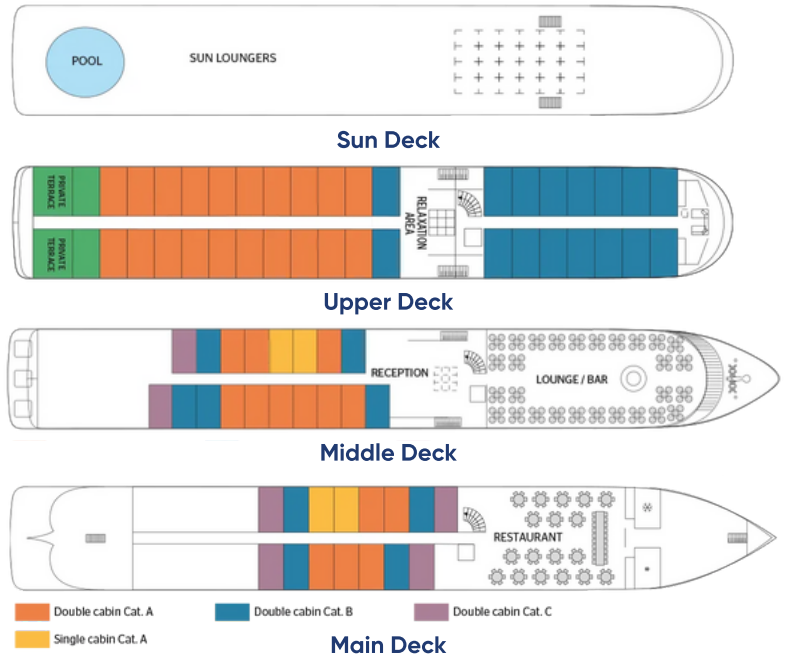 POOL
SUN LOUNGERS
Sun Deck
PRIVATE
TERRACE
RELAXATION
AREA
PRIVATE
TERRACE
Upper Deck
RECEPTION
LOUNGE / BAR
Middle Deck
RESTAURANT
Double cabin Cat. A
Double cabin Cat. B
Double cabin Cat. C
Single cabin Cat. A
Main Deck